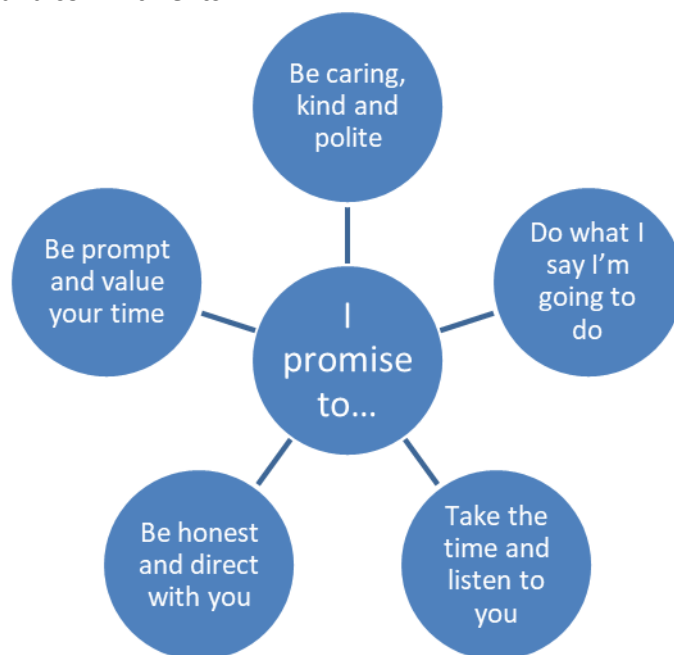 Be caring,
kind and
polite
Do what I
say I’m
going to
do
Take the
time and
listen to
you
Be honest
and direct
with you
Be prompt
and value
your time
I
promise
to...